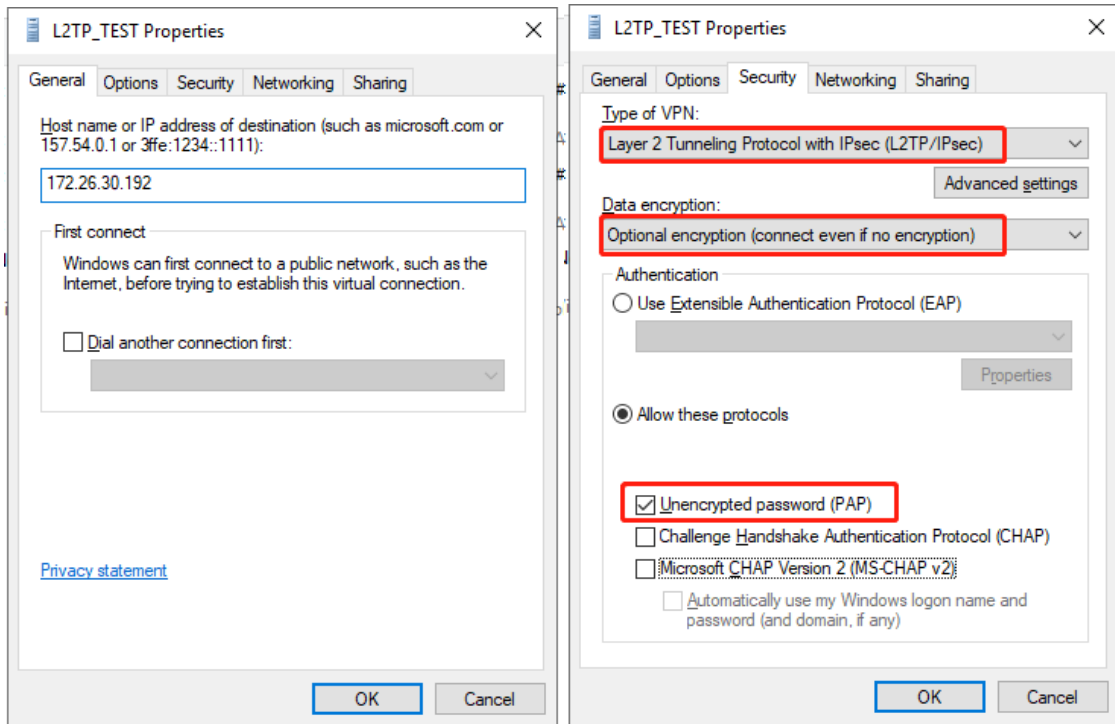 L2TP_TEST Properties
General Options Security Networking Sharing
Host name or IP address of destination (such as microsoft.com or
157.54.0.1 or 3ffe:1234::1111):
172.26.30.192
First connect
Windows can first connect to a public network, such as the
Internet, before trying to establish this virtual connection.
Dial another connection first:
Privacy statement
OK Cancel
L2TP_TEST Properties
General Options Security Networking Sharing
Type of VPN:
Layer 2 Tunneling Protocol with IPsec (L2TP/IPsec)
Advanced settings
Data encryption:
Optional encryption (connect even if no encryption)
Authentication
Use Extensible Authentication Protocol (EAP)
Properties
Allow these protocols
Unencrypted password (PAP)
Challenge Handshake Authentication Protocol (CHAP)
Microsoft CHAP Version 2 (MS-CHAP v2)
Automatically use my Windows logon name and
password (and domain, if any)
OK Cancel